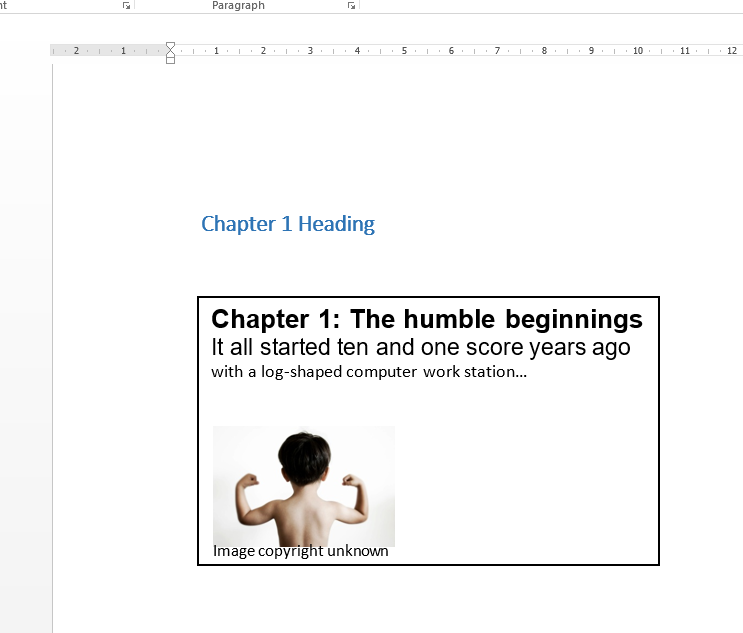 Paragraph
2 1 1 2 3 4 5 6 7 8 9 10 11 12
Chapter 1 Heading
Chapter 1: The humble beginnings
It all started ten and one score years ago
with a log-shaped computer work station...
Image copyright unknown